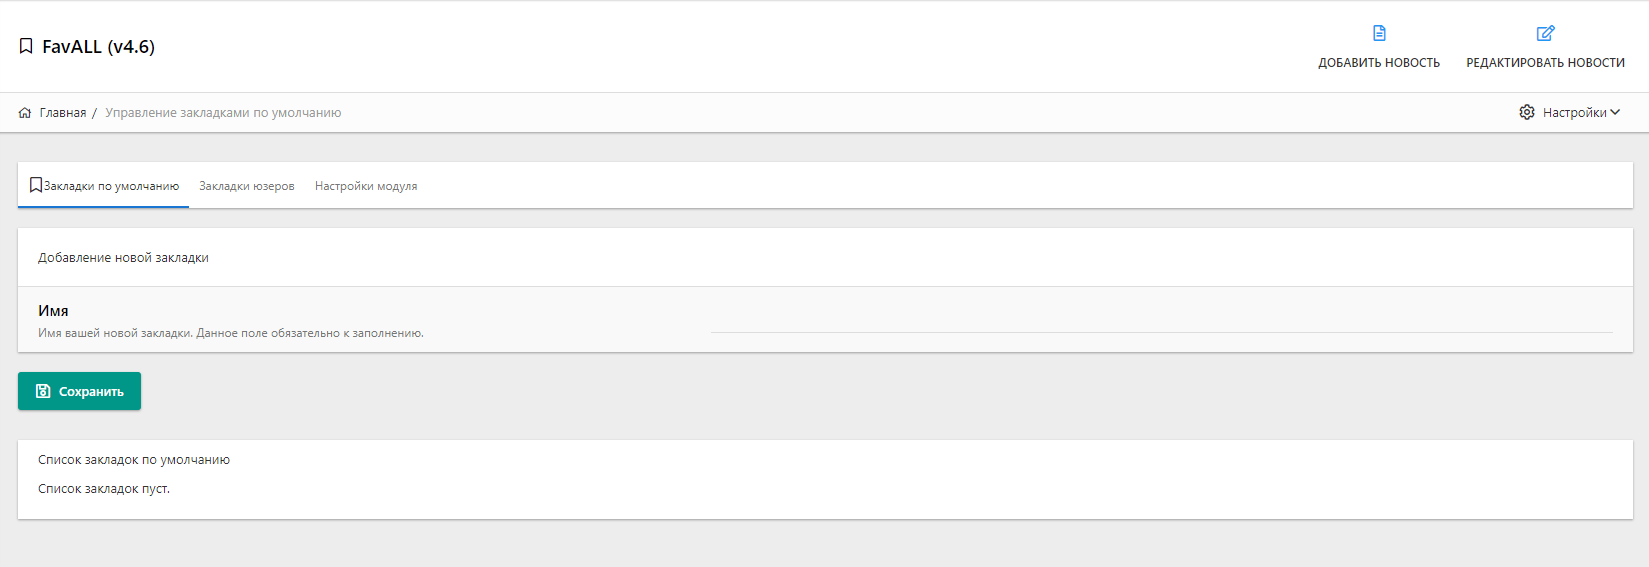 FavALL (v4.6)
ДОБАВИТЬ НОВОСТЬ
РЕДАКТИРОВАТЬ НОВОСТИ
Главная / Управление закладками по умолчанию
Настройки
Закладки по умолчанию
Закладки юзеров
Настройки модуля
Добавление новой закладки
Имя
Имя вашей новой закладки. Данное поле обязательно к заполнению.
Сохранить
Список закладок по умолчанию
Список закладок пуст.